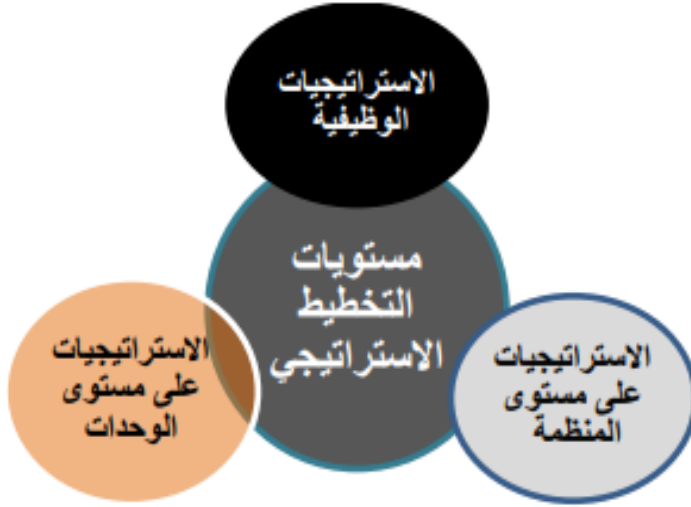 الاستراتيجيات
الوظيفية
مستويات
التخطيط
الاستراتيجي
الاستراتيجيات
على مستوى
المنظمة
الاستراتيجيات
على مستوى
الوحدات